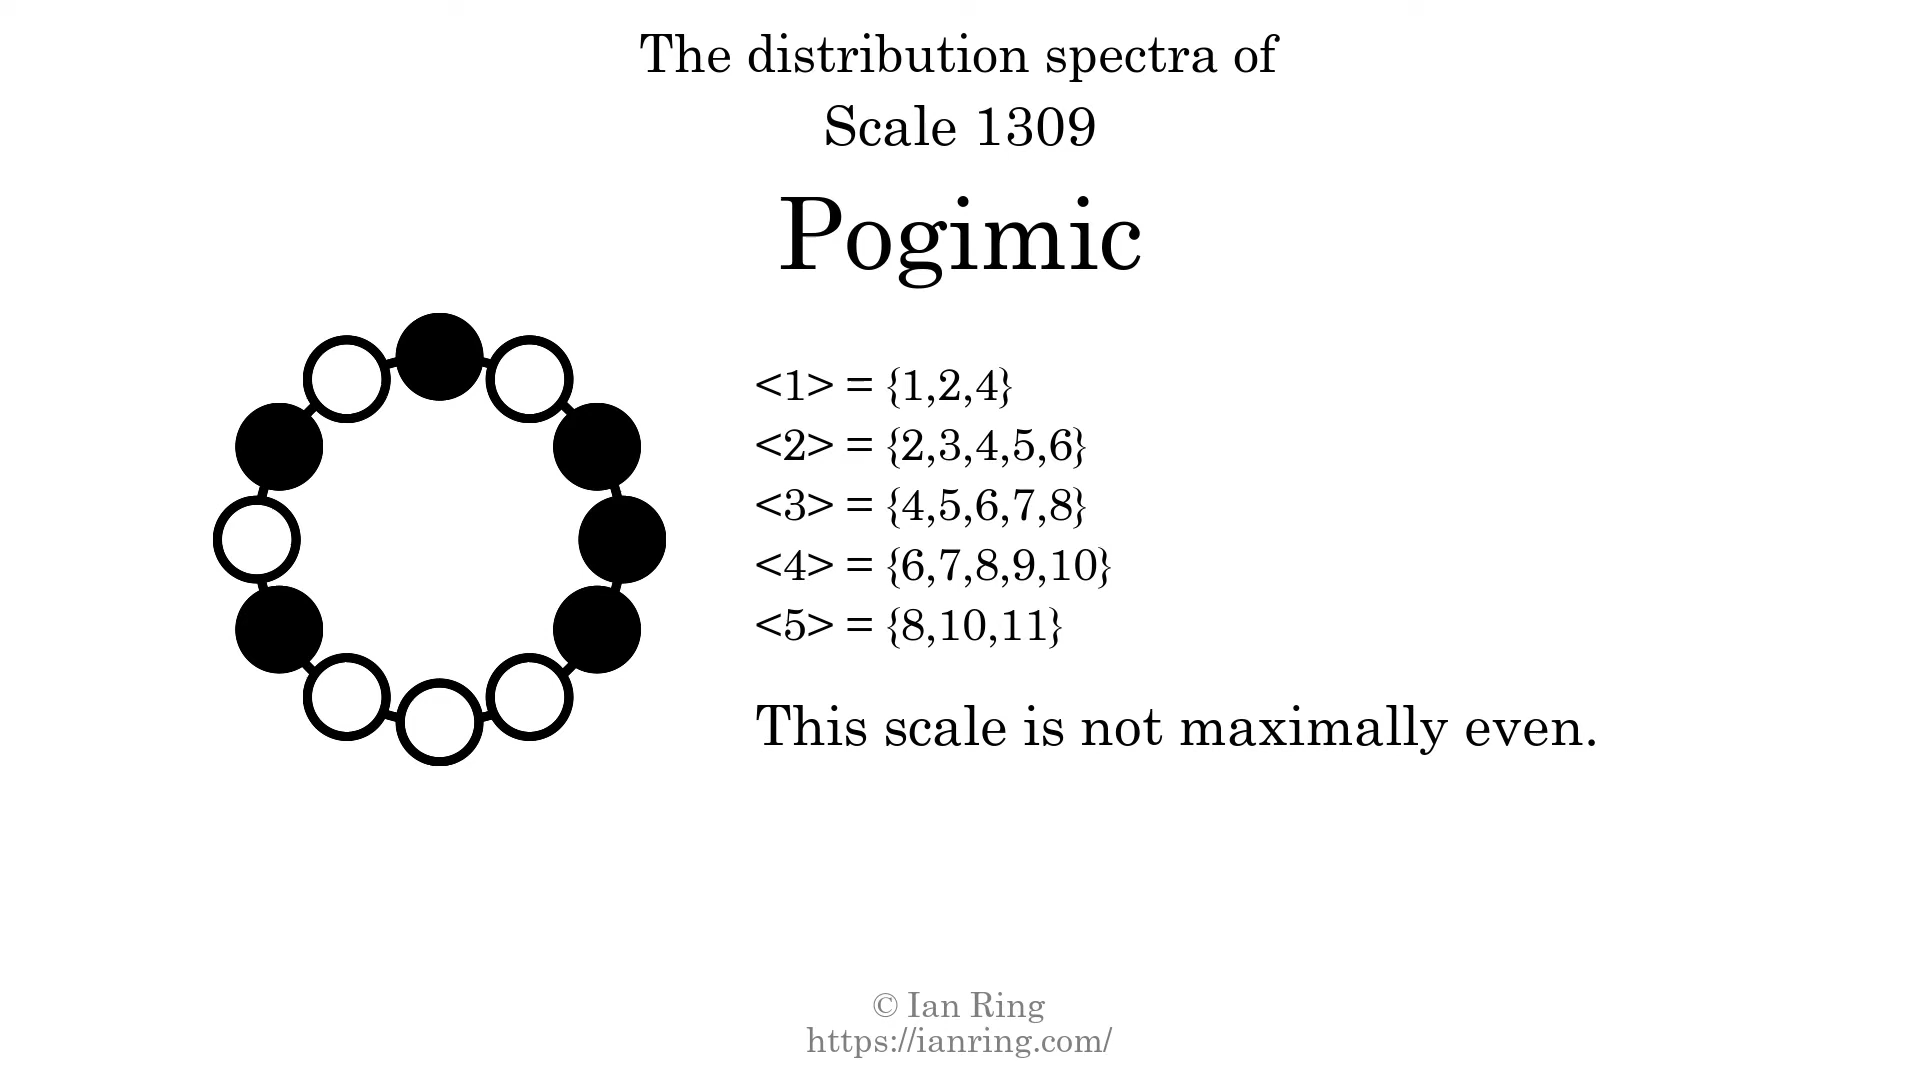 The distribution spectra of
Scale 1309
Pogimic
<1> = {1,2,4}
<2> = {2,3,4,5,6}
<3> = {4,5,6,7,8}
<4> = {6,7,8,9,10}
<5> = {8,10,11}
This scale is not maximally even.
© Ian Ring
https://ianring.com/